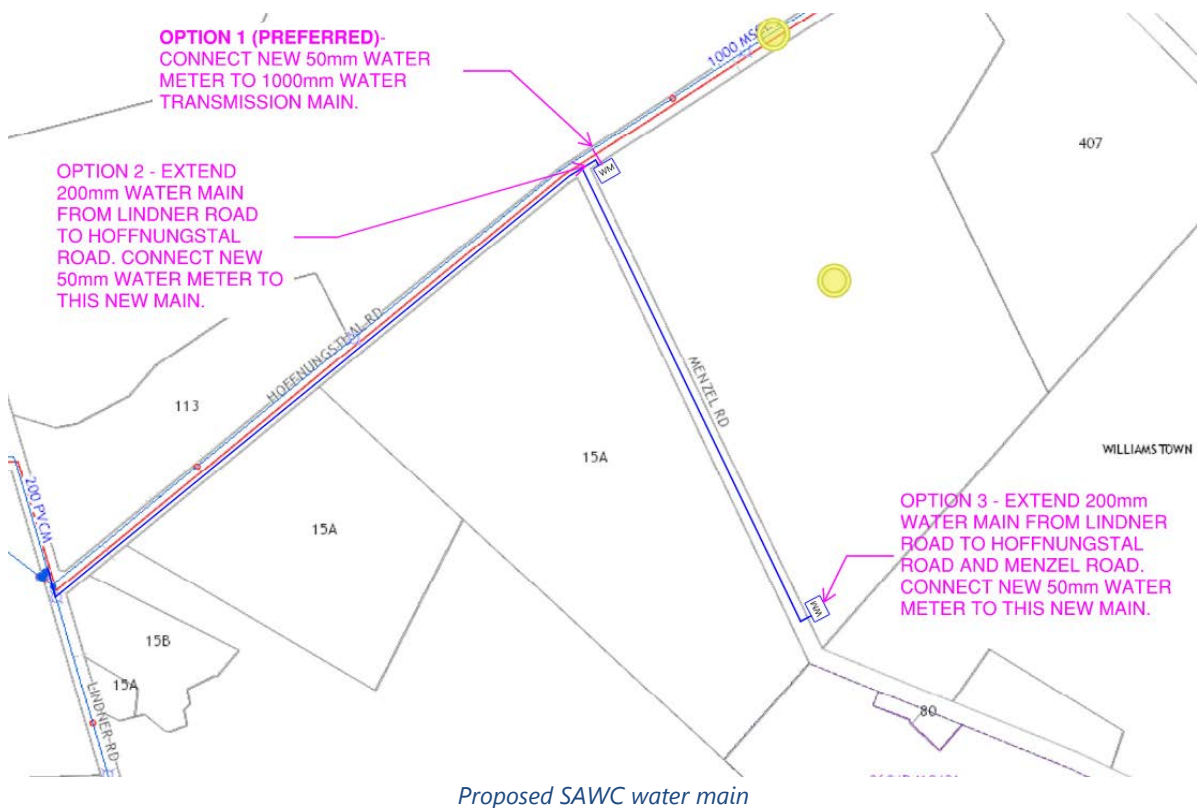 OPTION 1 (PREFERRED)-
CONNECT NEW 50mm WATER
METER TO 1000mm WATER
TRANSMISSION MAIN.
1000
WM
407
OPTION 2 - EXTEND
200mm WATER MAIN
FROM LINDNER ROAD
TO HOFFNUNGSTAL
ROAD. CONNECT NEW
50mm WATER METER TO
THIS NEW MAIN.
HOFFNUNGSTHAL RD
MENZEL RD
113
15A
WILLIAMSTOWN
200 PVCM
15A
OPTION 3 - EXTEND 200mm
WATER MAIN FROM LINDNER
ROAD TO HOFFNUNGSTAL
ROAD AND MENZEL ROAD.
CONNECT NEW 50mm WATER
METER TO THIS NEW MAIN.
WM
15B
15A
LINDNER RD
80
Proposed SAWC water main